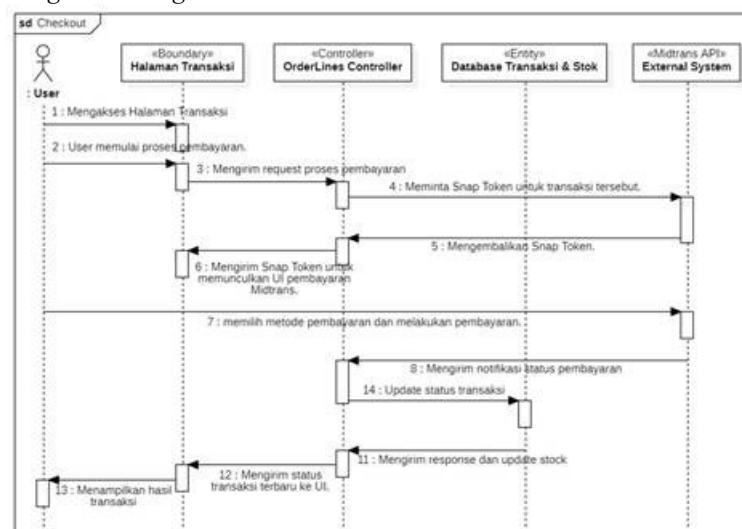 sd Checkout
«Boundary»
Halaman Transaksi
«Controller»
OrderLines Controller
«Entity»
Database Transaksi & Stok
«Midtrans API»
External System
: User
1 : Mengakses Halaman Transaksi
2 : User memulai proses pembayaran.
3 : Mengirim request proses pembayaran
4 : Meminta Snap Token untuk transaksi tersebut.
5 : Mengembalikan Snap Token.
6 : Mengirim Snap Token untuk
memunculkan UI pembayaran
Midtrans.
7 : memilih metode pembayaran dan melakukan pembayaran.
8 : Mengirim notifikasi status pembayaran
14 : Update status transaksi
11 : Mengirim response dan update stock
12 : Mengirim status
transaksi terbaru ke UI.
13 : Menampilkan hasil
transaksi